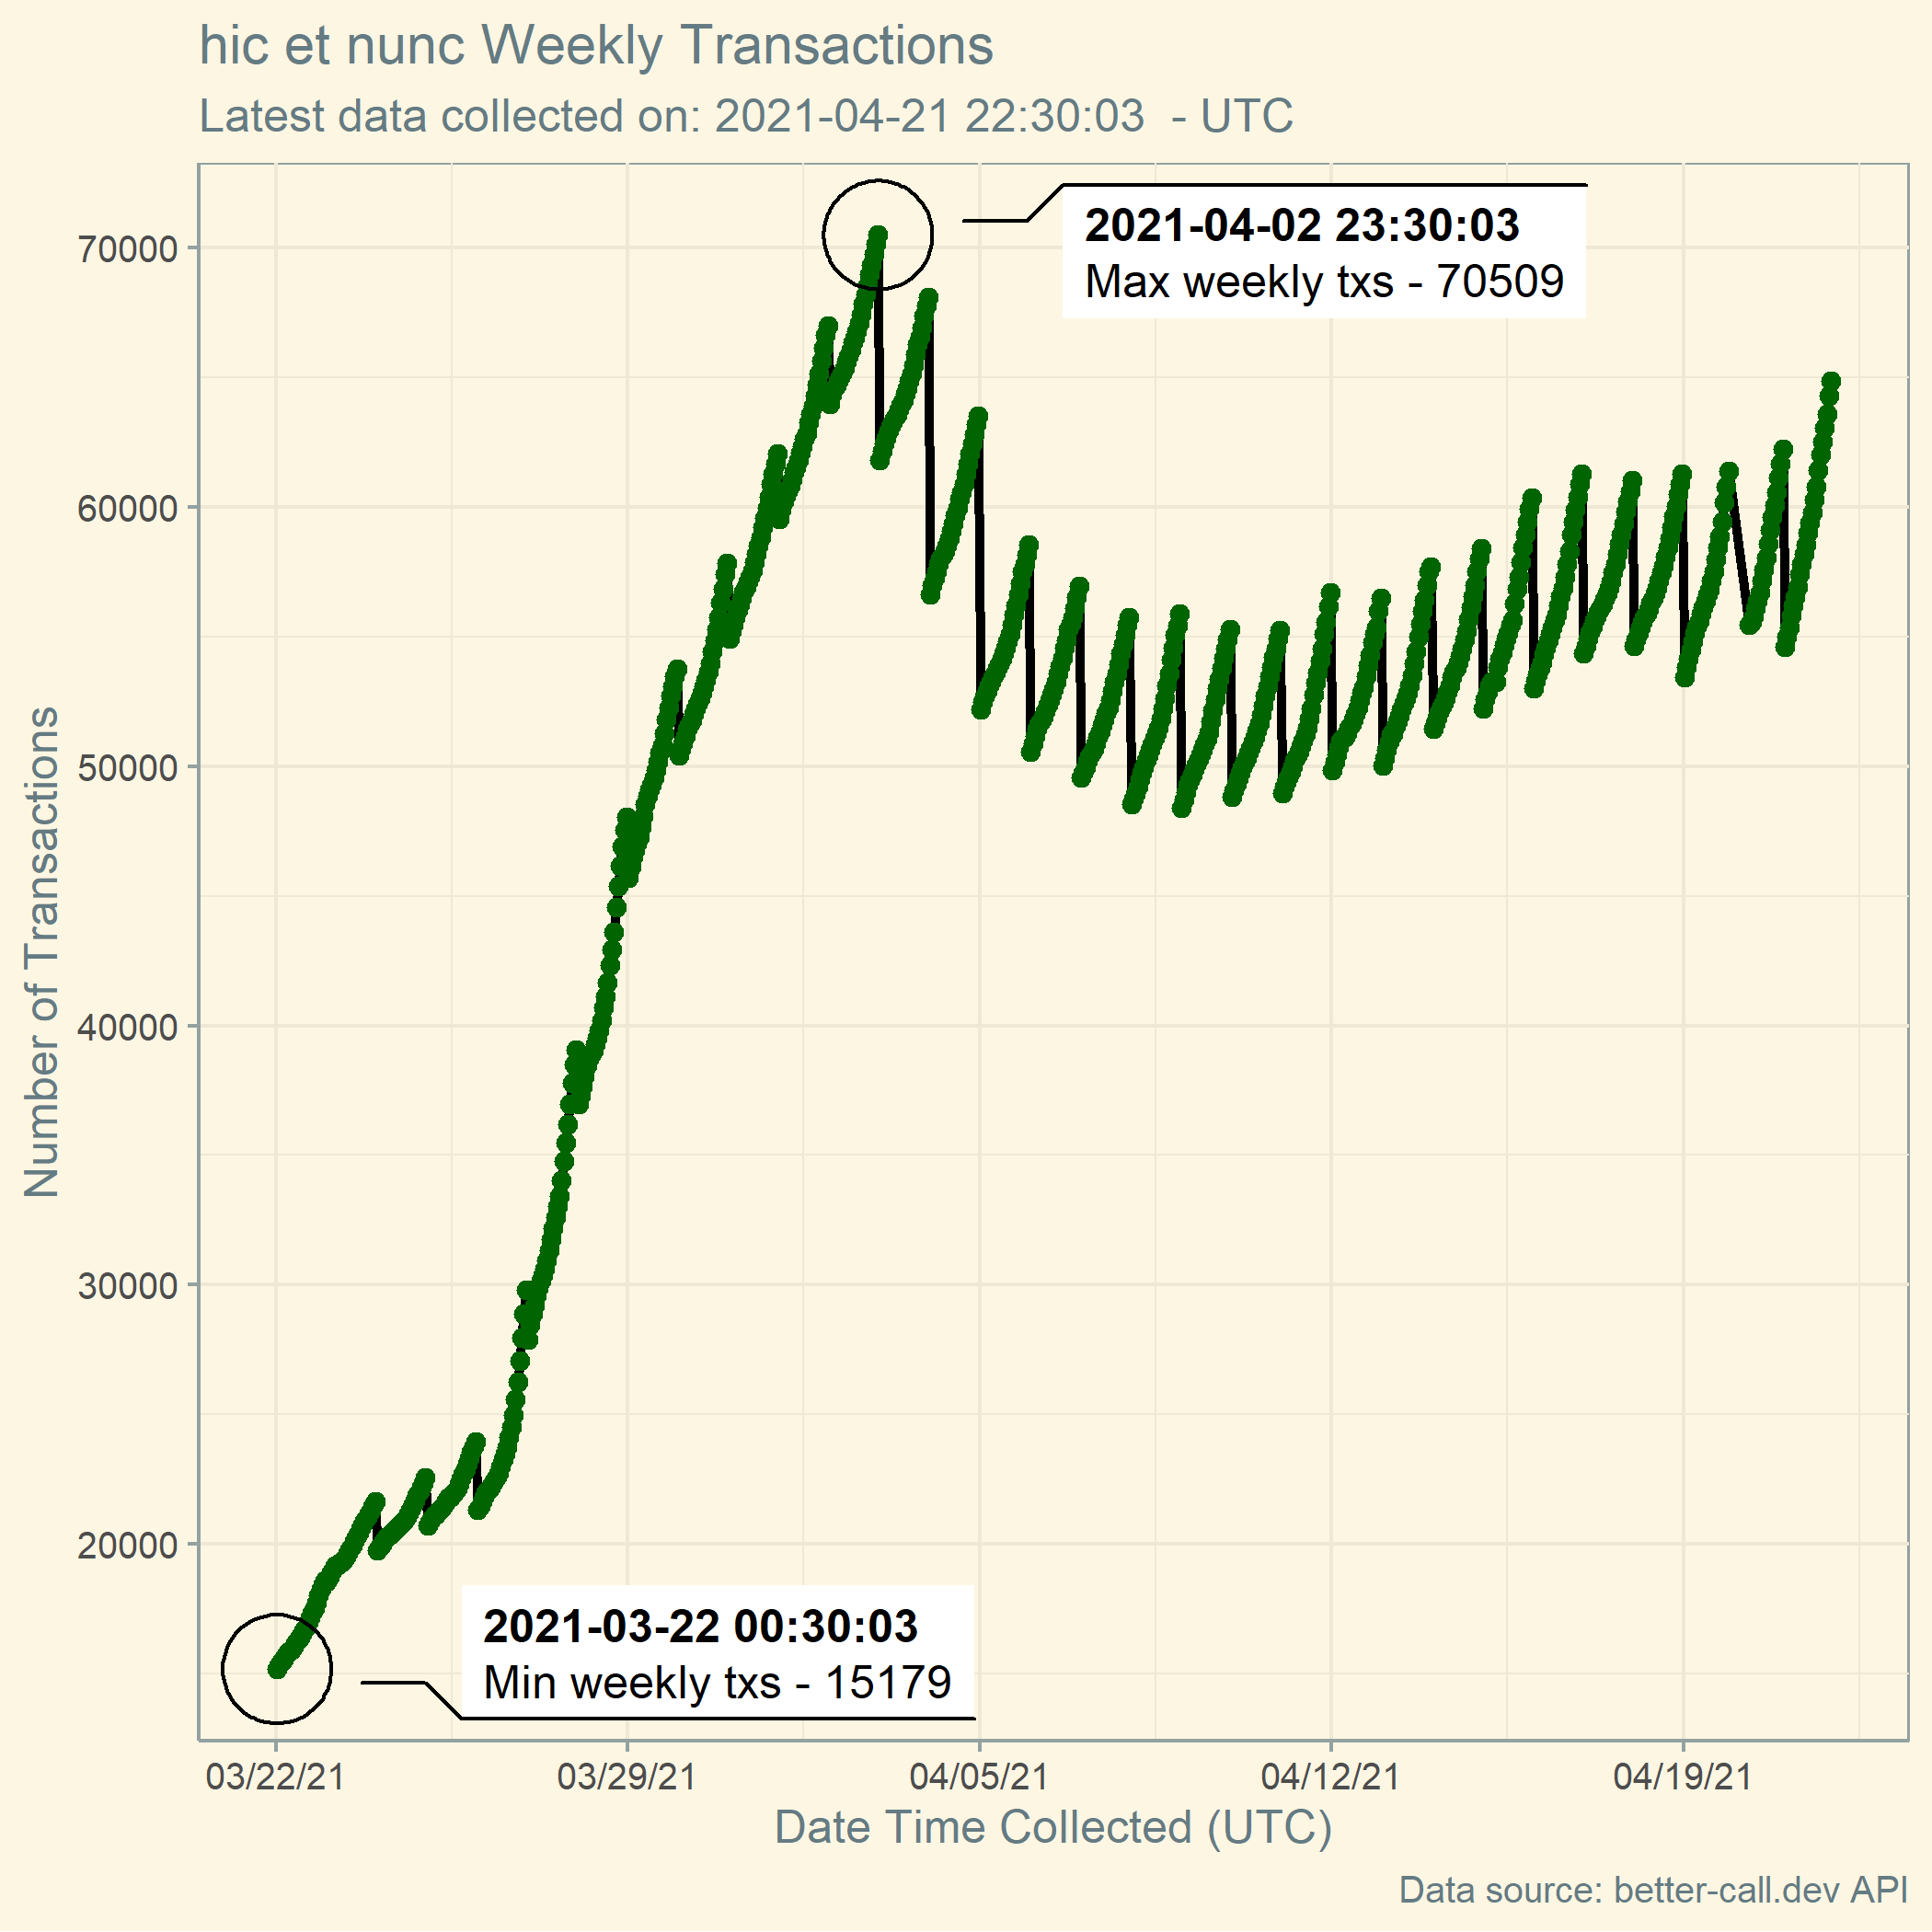 hic et nunc Weekly Transactions
Latest data collected on: 2021-04-21 22:30:03  - UTC
2021-04-02 23:30:03
Max weekly txs - 70509
70000
60000
50000
40000
30000
20000
Number of Transactions
2021-03-22 00:30:03
Min weekly txs - 15179
03/22/21 03/29/21 04/05/21 04/12/21 04/19/21
Date Time Collected (UTC)
Data source: better-call.dev API